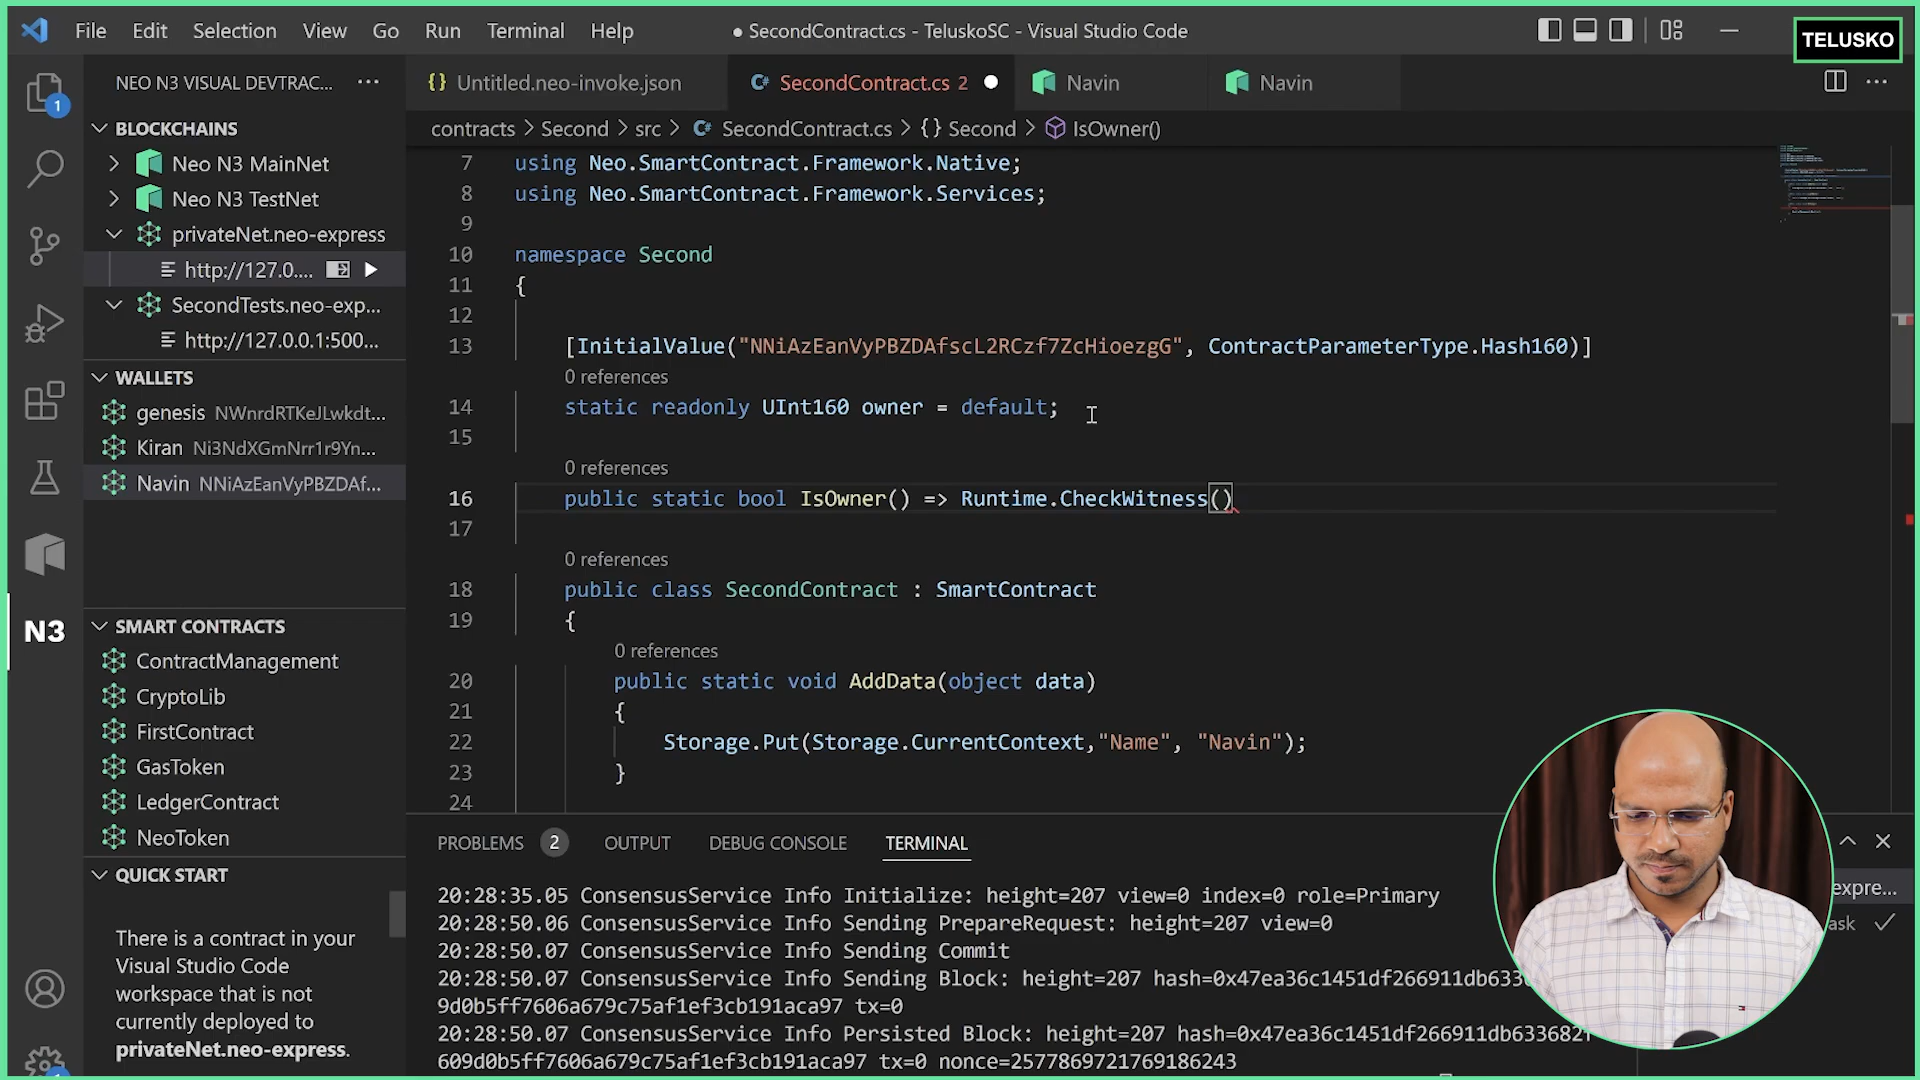 File Edit Selection View Go Run Terminal Help
● SecondContract.cs - TeluskoSC - Visual Studio Code
TELUSKO
NEO N3 VISUAL DEVTRAC... ···
{} Untitled.neo-invoke.json
C# SecondContract.cs 2 ●
Navin
Navin
contracts > Second > src > C# SecondContract.cs > {} Second > IsOwner()
1
BLOCKCHAINS
Neo N3 MainNet
Neo N3 TestNet
privateNet.neo-express
http://127.0....
SecondTests.neo-exp...
http://127.0.0.1:500...
WALLETS
genesis NWnrdRTKeJLwkdt...
Kiran Ni3NdXGmNrr1r9Yn...
Navin NNiAzEanVyPBZDAf...
N3
SMART CONTRACTS
ContractManagement
CryptoLib
FirstContract
GasToken
LedgerContract
NeoToken
QUICK START
There is a contract in your
Visual Studio Code
workspace that is not
currently deployed to
privateNet.neo-express.
7 using Neo.SmartContract.Framework.Native;
8 using Neo.SmartContract.Framework.Services;
9
10 namespace Second
11 {
12
13 [InitialValue("NNiAzEanVyPBZDAfscL2RCzf7ZcHioezgG", ContractParameterType.Hash160)]
0 references
14 static readonly UInt160 owner = default;
15
0 references
16 public static bool IsOwner() => Runtime.CheckWitness()
17
0 references
18 public class SecondContract : SmartContract
19 {
0 references
20 public static void AddData(object data)
21 {
22 Storage.Put(Storage.CurrentContext,"Name", "Navin");
23 }
24
PROBLEMS 2 OUTPUT DEBUG CONSOLE TERMINAL
20:28:35.05 ConsensusService Info Initialize: height=207 view=0 index=0 role=Primary
20:28:50.06 ConsensusService Info Sending PrepareRequest: height=207 view=0
20:28:50.07 ConsensusService Info Sending Commit
20:28:50.07 ConsensusService Info Sending Block: height=207 hash=0x47ea36c1451df266911db633
9d0b5ff7606a679c75af1ef3cb191aca97 tx=0
20:28:50.07 ConsensusService Info Persisted Block: height=207 hash=0x47ea36c1451df266911db633682f
609d0b5ff7606a679c75af1ef3cb191aca97 tx=0 nonce=2577869721769186243
expre...
ask